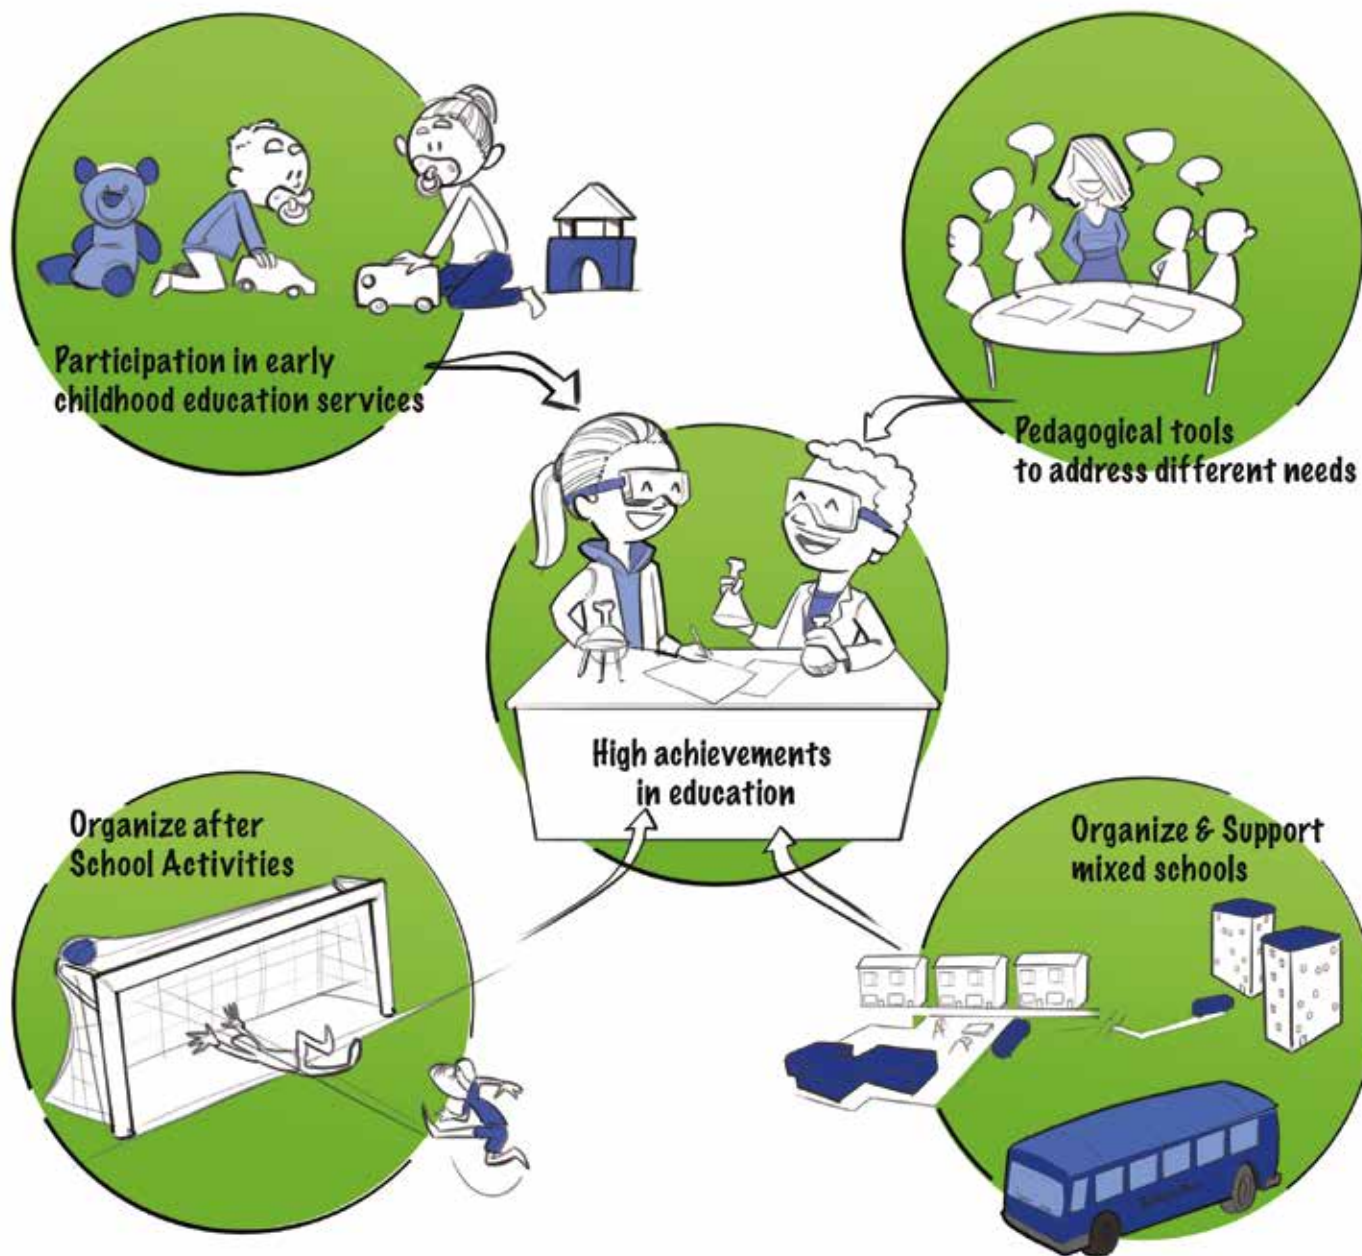 Participation in early
childhood education services
Pedagogical tools
to address different needs
High achievements
in education
Organize after
School Activities
Organize & Support
mixed schools